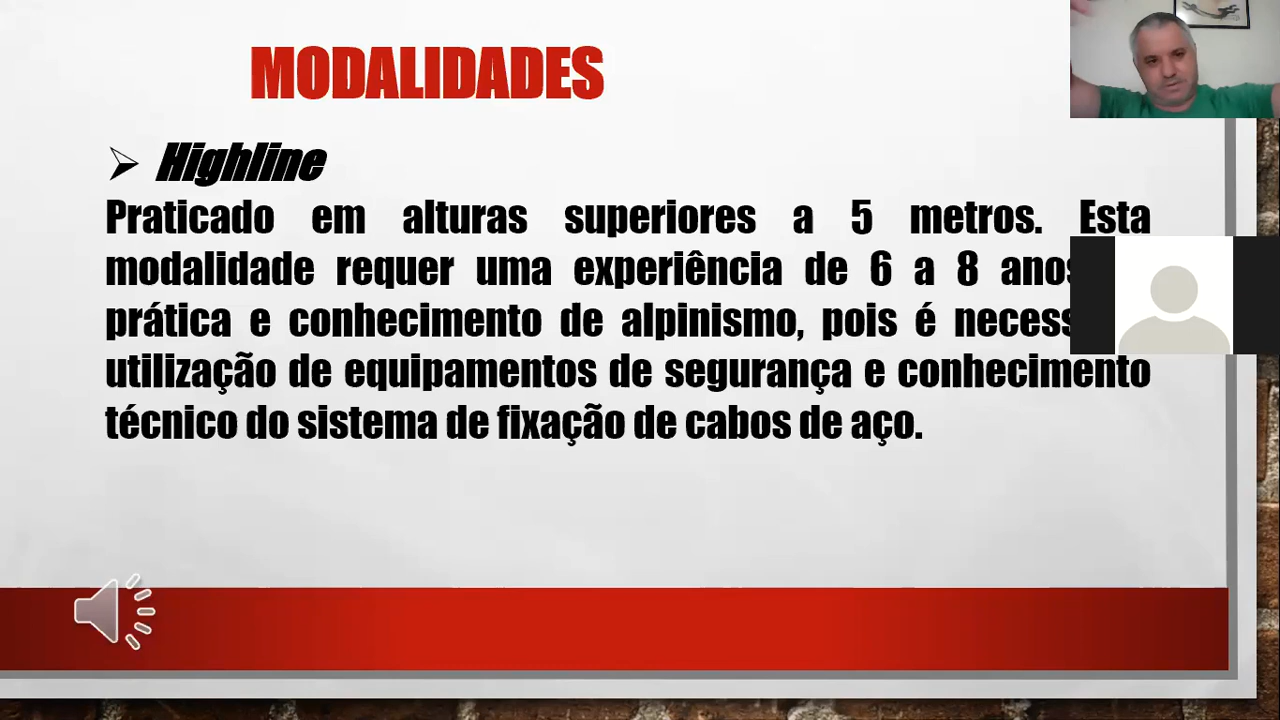 MODALIDADES
Highline
Praticado em alturas superiores a 5 metros. Esta
modalidade requer uma experiência de 6 a 8
prática e conhecimento de alpinismo, pois é
utilização de equipamentos de segurança e conhecimento
técnico do sistema de fixação de cabos de aço.